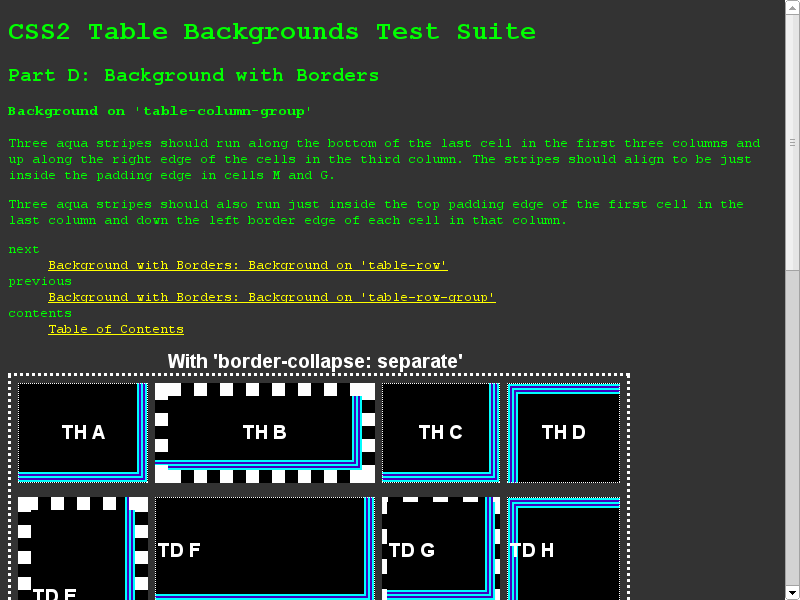 CSS2 Table Backgrounds Test Suite
Part D: Background with Borders
Background on 'table-column-group'
Three aqua stripes should run along the bottom of the last cell in the first three columns and
up along the right edge of the cells in the third column. The stripes should align to be just
inside the padding edge in cells M and G.
Three aqua stripes should also run just inside the top padding edge of the first cell in the
last column and down the left border edge of each cell in that column.
next
Background with Borders: Background on 'table-row'
previous
Background with Borders: Background on 'table-row-group'
contents
Table of Contents
With 'border-collapse: separate'
TH A TH B TH C TH D
TD F TD G TD H
TD E